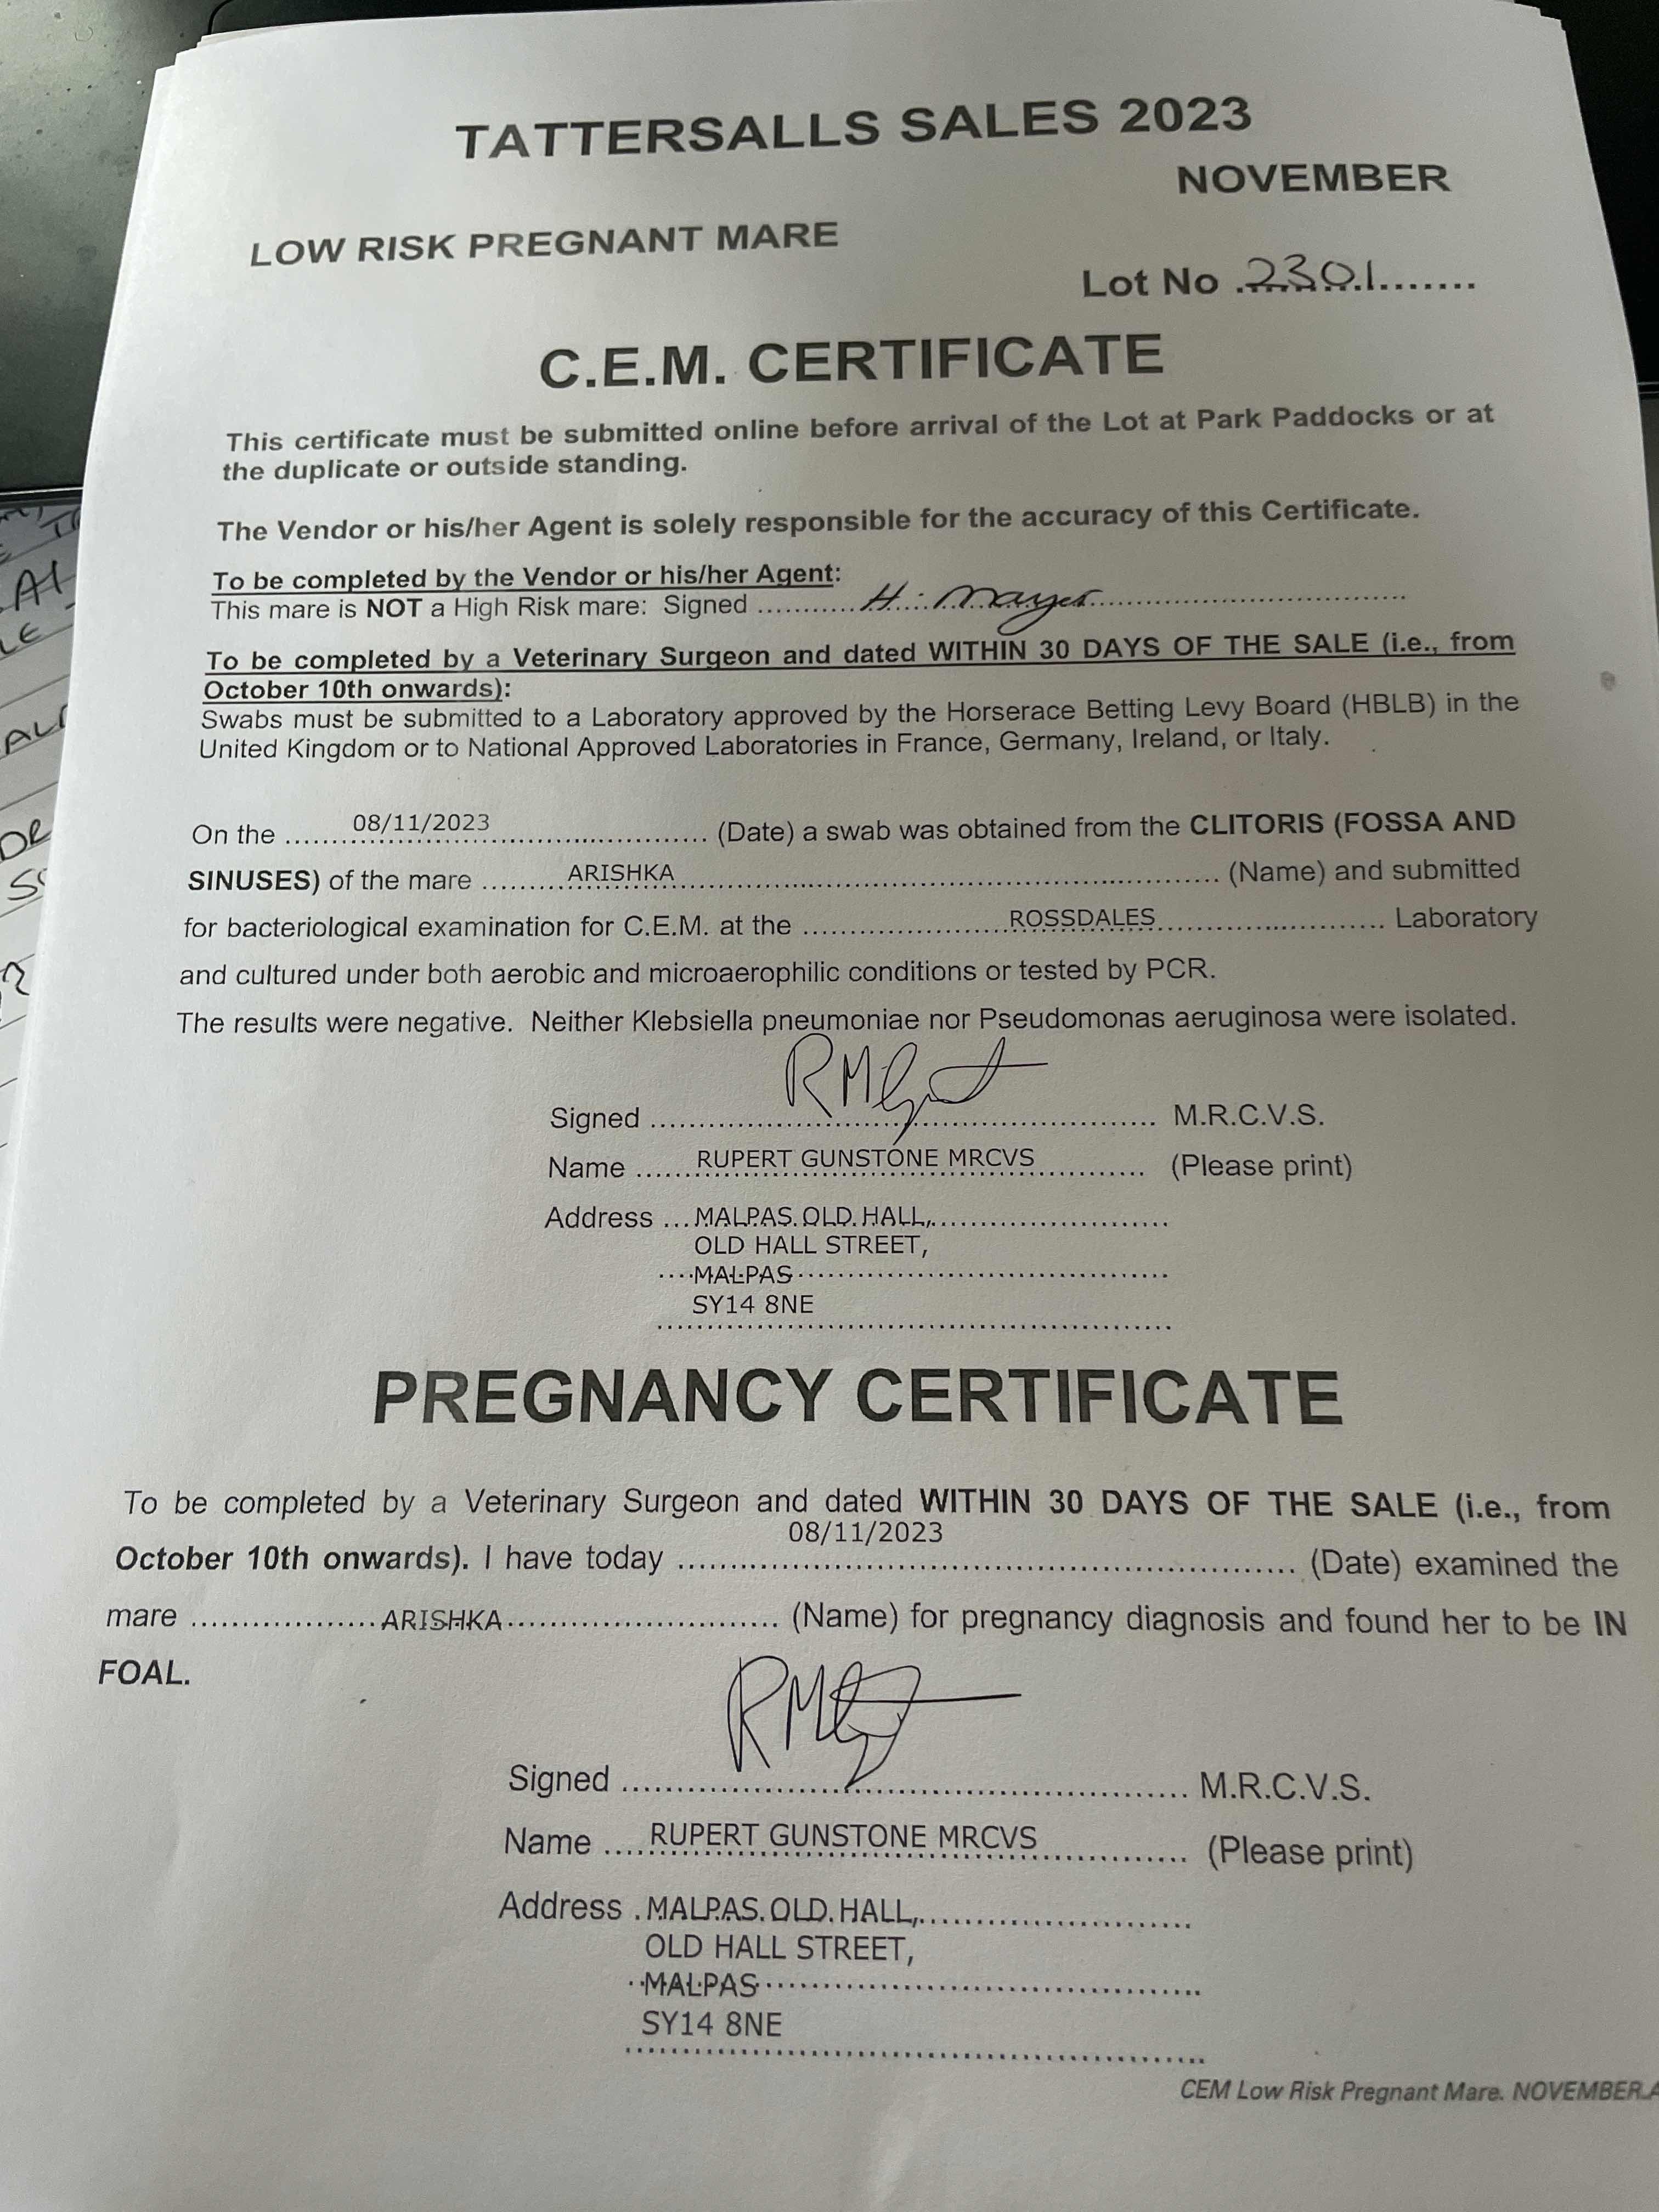 TATTERSALLS SALES 2023
NOVEMBER
LOW RISK PREGNANT MARE
Lot No .2301.......
C.E.M. CERTIFICATE
This certificate must be submitted online before arrival of the Lot at Park Paddocks or at
the duplicate or outside standing.
The Vendor or his/her Agent is solely responsible for the accuracy of this Certificate.
To be completed by the Vendor or his/her Agent:
This mare is NOT a High Risk mare: Signed ........... H. Mayer ...........
To be completed by a Veterinary Surgeon and dated WITHIN 30 DAYS OF THE SALE (i.e., from
October 10th onwards):
Swabs must be submitted to a Laboratory approved by the Horserace Betting Levy Board (HBLB) in the
United Kingdom or to National Approved Laboratories in France, Germany, Ireland, or Italy.
On the ....... 08/11/2023 ....... (Date) a swab was obtained from the CLITORIS (FOSSA AND
SINUSES) of the mare ......... ARISHKA ......... (Name) and submitted
for bacteriological examination for C.E.M. at the ......... ROSSDALES ......... Laboratory
and cultured under both aerobic and microaerophilic conditions or tested by PCR.
The results were negative. Neither Klebsiella pneumoniae nor Pseudomonas aeruginosa were isolated.
Signed ......... M.R.C.V.S.
Name ...... RUPERT GUNSTONE MRCVS ...... (Please print)
Address ... MALPAS OLD HALL, ......
OLD HALL STREET,
MALPAS
SY14 8NE
PREGNANCY CERTIFICATE
To be completed by a Veterinary Surgeon and dated WITHIN 30 DAYS OF THE SALE (i.e., from
October 10th onwards). I have today ....... 08/11/2023 ....... (Date) examined the
mare ......... ARISHKA ......... (Name) for pregnancy diagnosis and found her to be IN
FOAL.
Signed ......... M.R.C.V.S.
Name .... RUPERT GUNSTONE MRCVS .... (Please print)
Address . MALPAS OLD HALL, ......
OLD HALL STREET,
MALPAS
SY14 8NE
CEM Low Risk Pregnant Mare. NOVEMBER